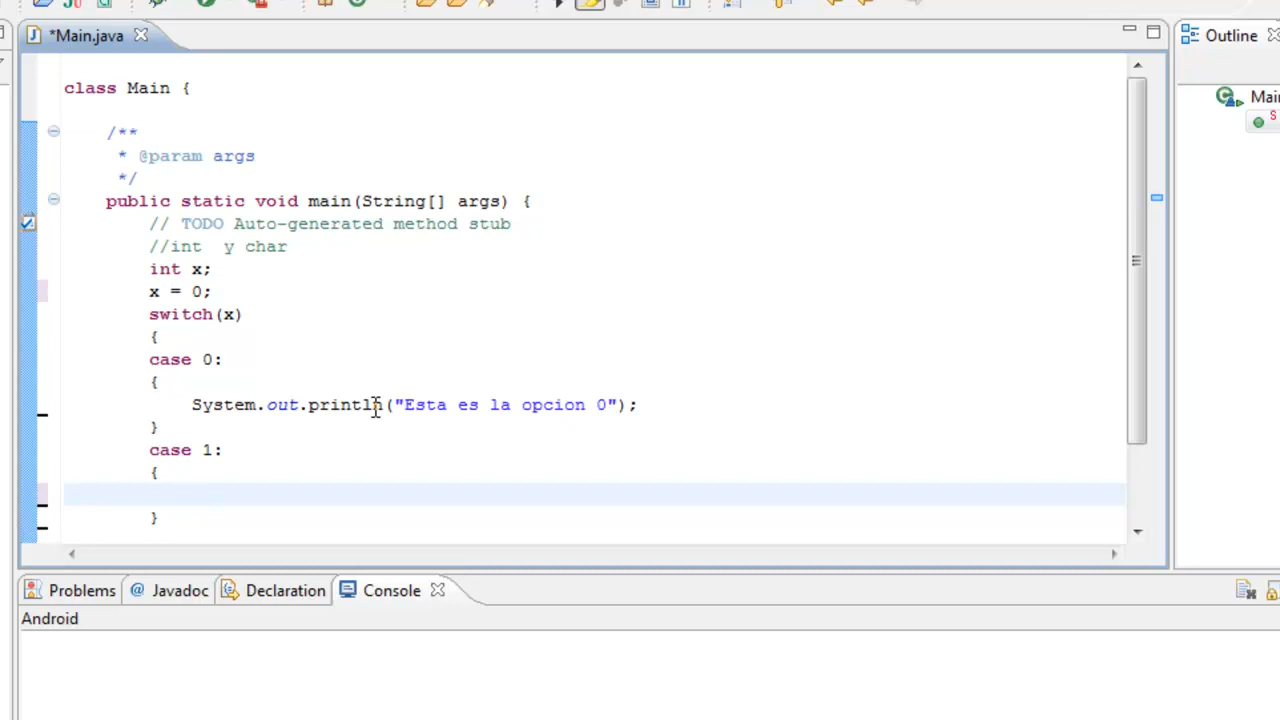 *Main.java
Outline
class Main {
Mai
S
/**
* @param args
*/
public static void main(String[] args) {
// TODO Auto-generated method stub
//int  y char
int x;
x = 0;
switch(x)
{
case 0:
{
System.out.println("Esta es la opcion 0");
}
case 1:
{
}
Problems @ Javadoc Declaration Console
Android